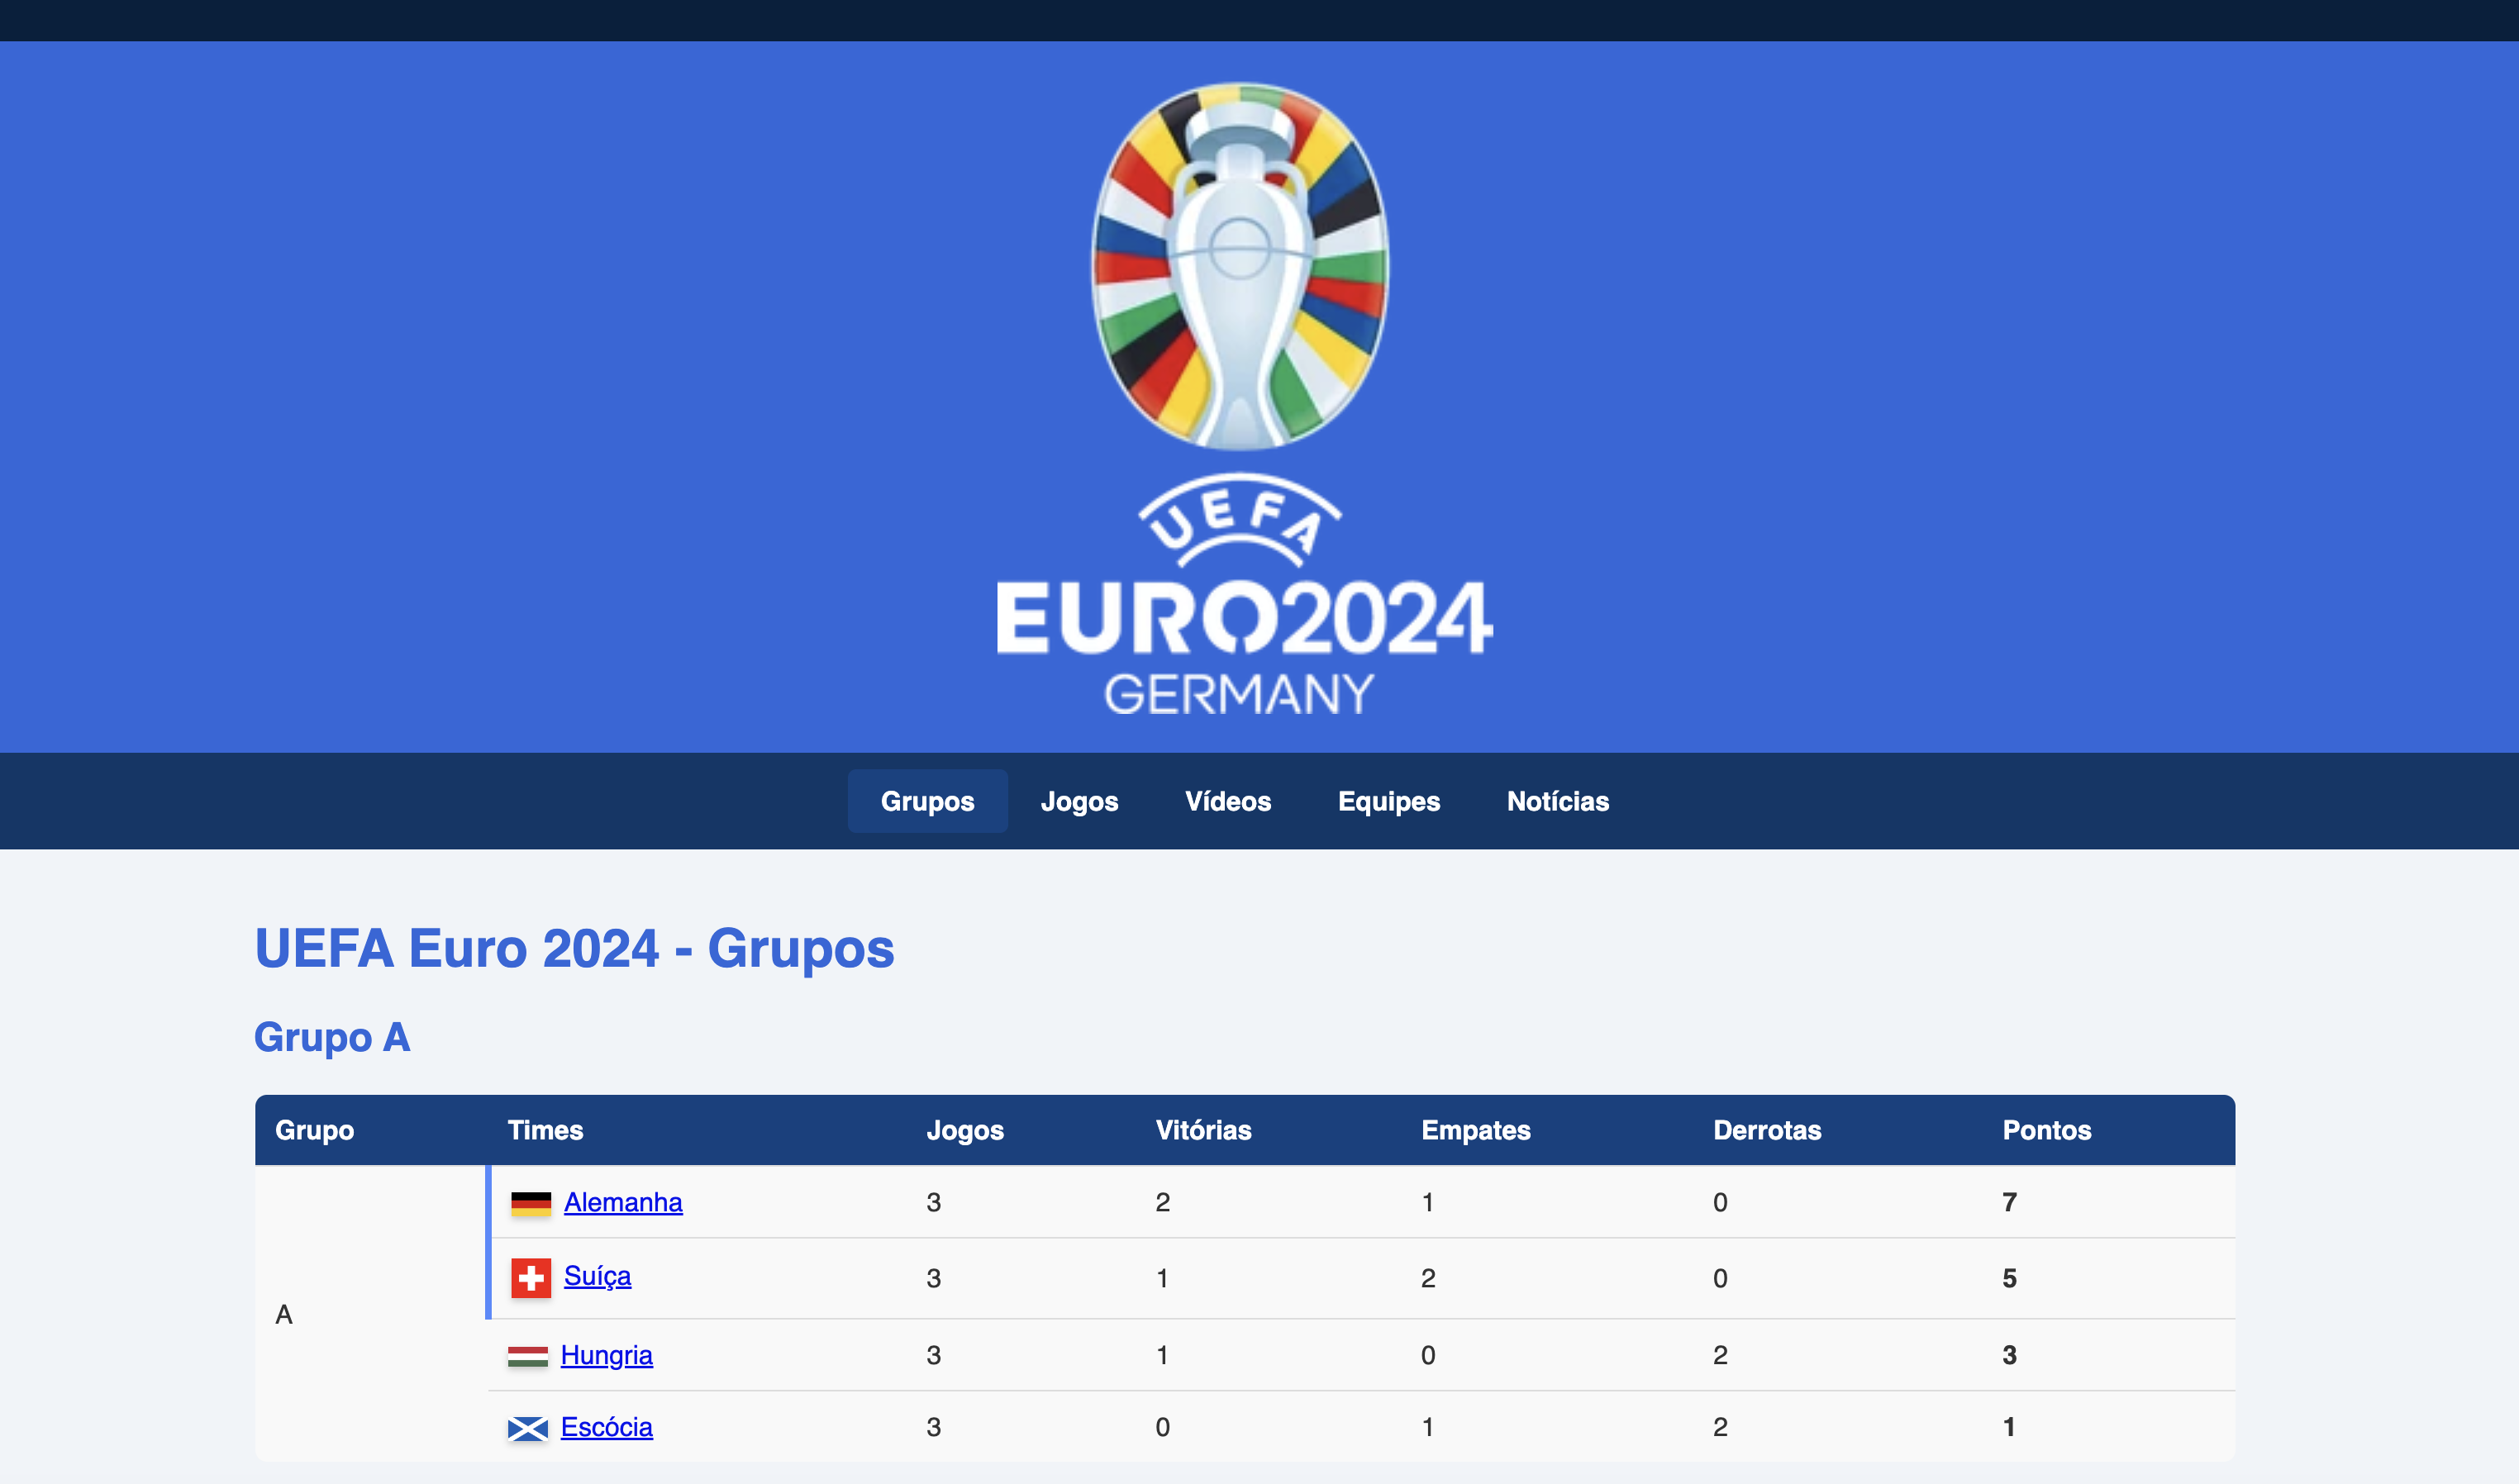 UEFA
EURO2024
GERMANY
Grupos Jogos Vídeos Equipes Notícias
UEFA Euro 2024 - Grupos
Grupo A
Grupo Times Jogos Vitórias Empates Derrotas Pontos
A
Alemanha 3 2 1 0 7
Suíça 3 1 2 0 5
Hungria 3 1 0 2 3
Escócia 3 0 1 2 1